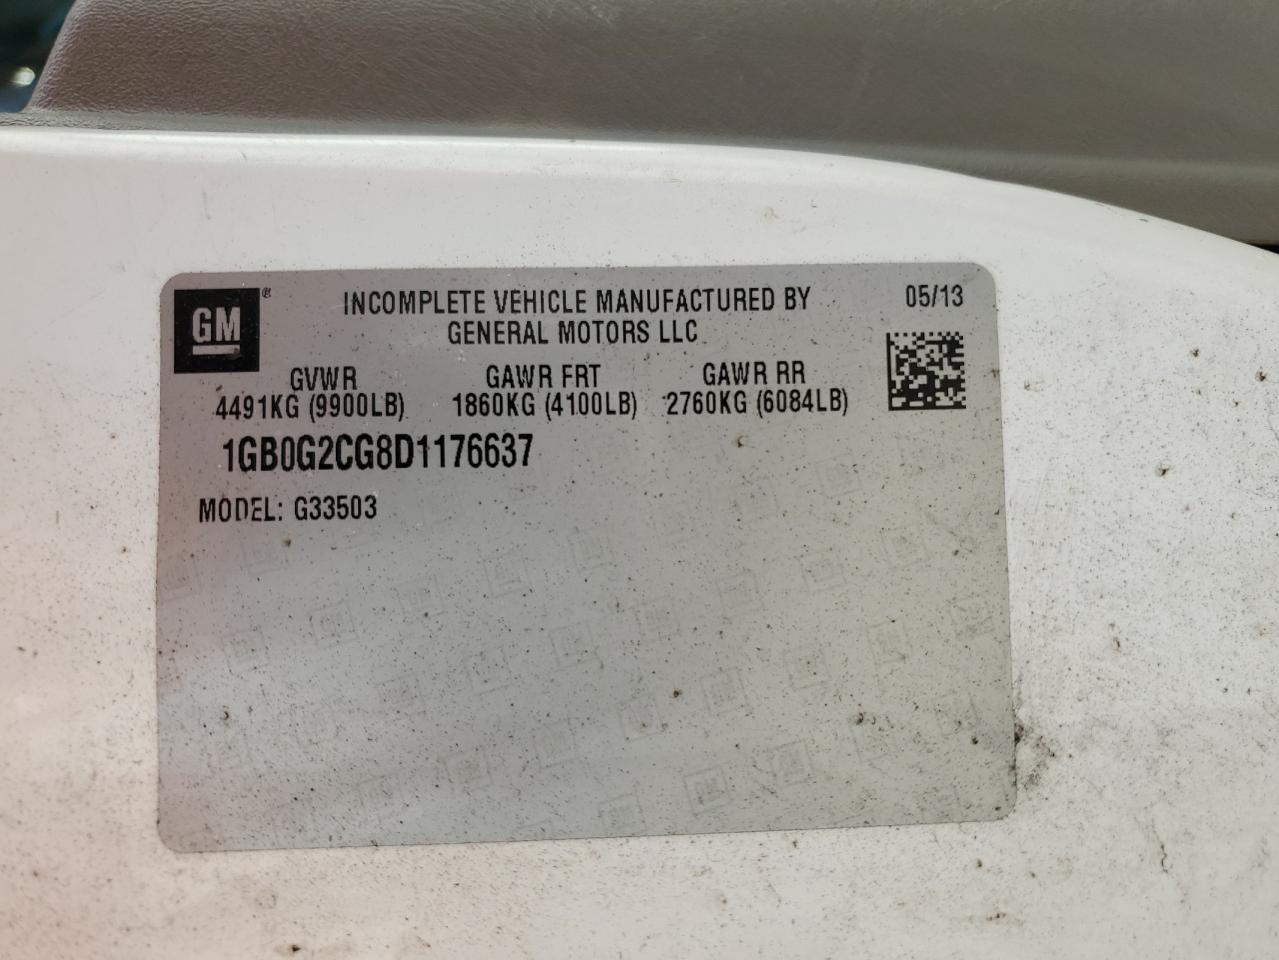 GM®
INCOMPLETE VEHICLE MANUFACTURED BY
GENERAL MOTORS LLC
05/13
GVWR GAWR FRT GAWR RR
4491KG (9900LB) 1860KG (4100LB) 2760KG (6084LB)
1GB0G2CG8D1176637
MODEL: G33503